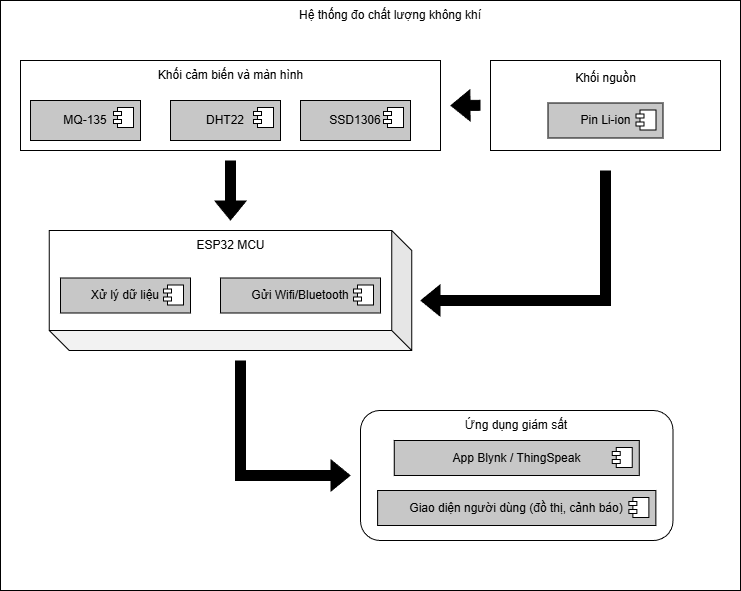 Hệ thống đo chất lượng không khí
Khối cảm biến và màn hình
MQ-135
DHT22
SSD1306
Khối nguồn
Pin Li-ion
ESP32 MCU
Xử lý dữ liệu
Gửi Wifi/Bluetooth
Ứng dụng giám sất
App Blynk / ThingSpeak
Giao diện người dùng (đồ thị, cảnh báo)